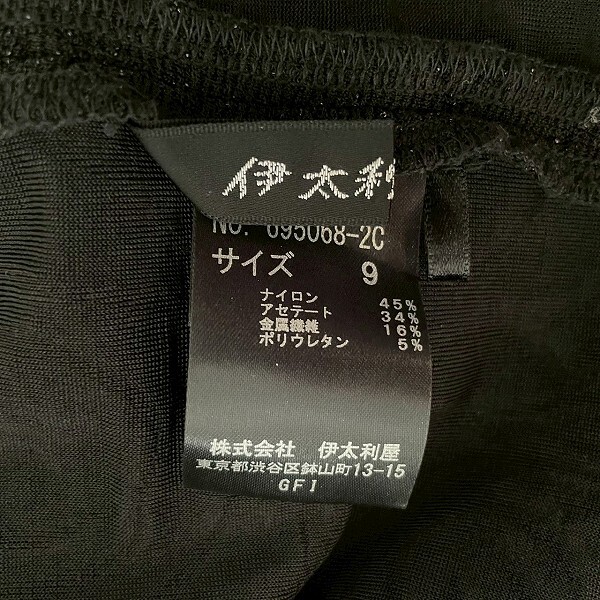 伊太利
NO. 695068-2C
サイズ 9
ナイロン 45%
アセテート 34%
金属繊維 16%
ポリウレタン 5%
株式会社 伊太利屋
東京都渋谷区鉢山町13-15
GFI